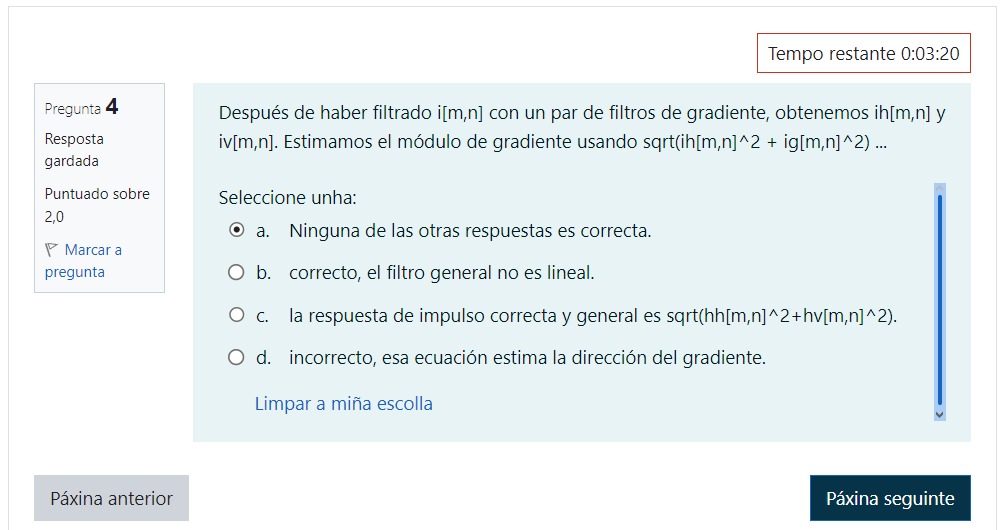 Tempo restante 0:03:20
Pregunta 4
Resposta
gardada
Puntuado sobre
2,0
Marcar a
pregunta
Después de haber filtrado i[m,n] con un par de filtros de gradiente, obtenemos ih[m,n] y
iv[m,n]. Estimamos el módulo de gradiente usando sqrt(ih[m,n]^2 + ig[m,n]^2) ...
Seleccione unha:
a. Ninguna de las otras respuestas es correcta.
b. correcto, el filtro general no es lineal.
c. la respuesta de impulso correcta y general es sqrt(hh[m,n]^2+hv[m,n]^2).
d. incorrecto, esa ecuación estima la dirección del gradiente.
Limpar a miña escolla
Páxina anterior
Páxina seguinte